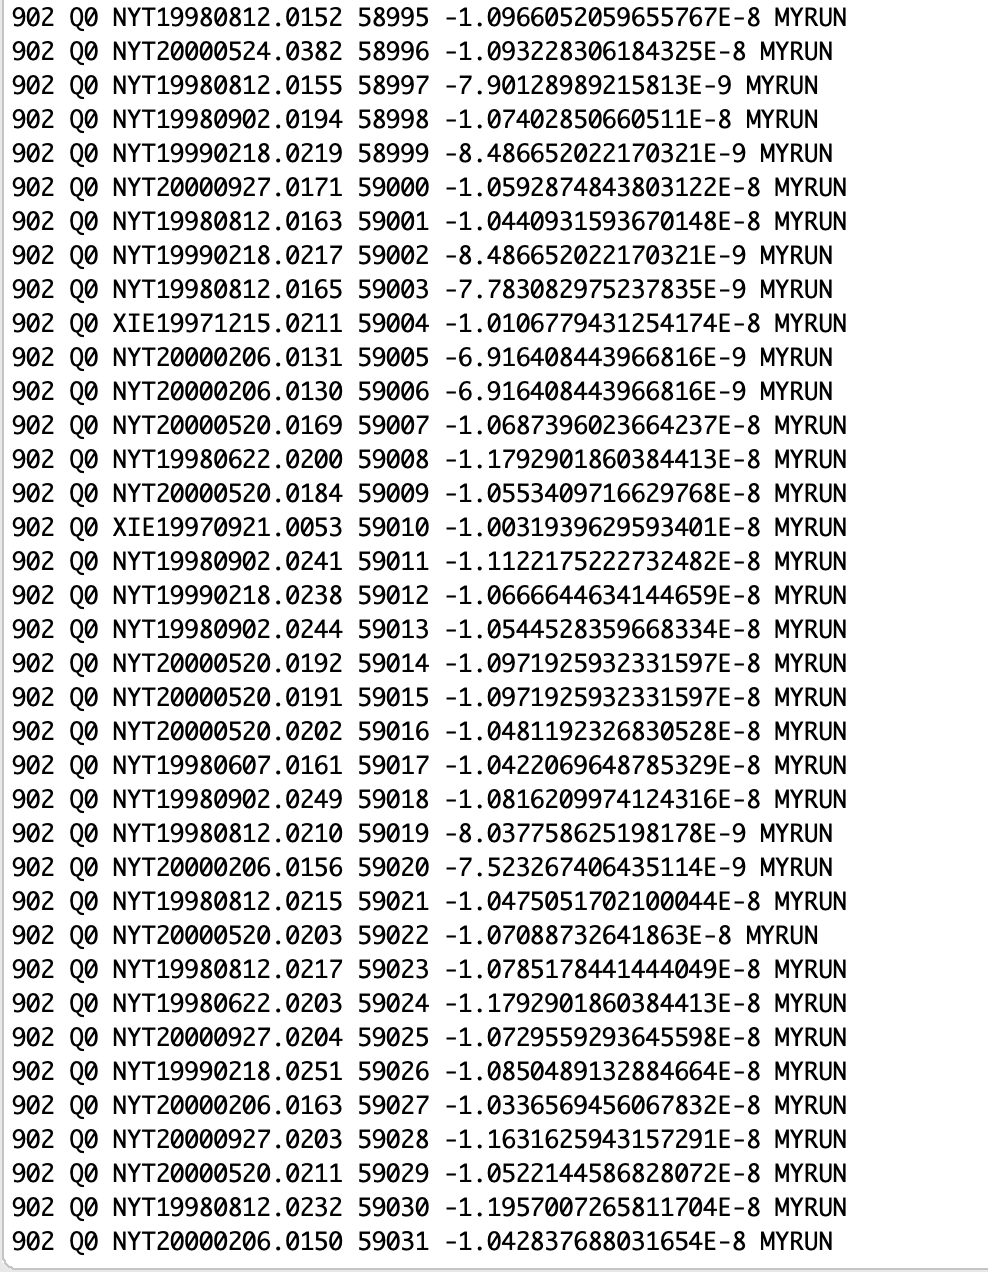 902 Q0 NYT19980812.0152 58995 -1.0966052059655767E-8 MYRUN
902 Q0 NYT20000524.0382 58996 -1.093228306184325E-8 MYRUN
902 Q0 NYT19980812.0155 58997 -7.90128989215813E-9 MYRUN
902 Q0 NYT19980902.0194 58998 -1.07402850660511E-8 MYRUN
902 Q0 NYT19990218.0219 58999 -8.486652022170321E-9 MYRUN
902 Q0 NYT20000927.0171 59000 -1.0592874843803122E-8 MYRUN
902 Q0 NYT19980812.0163 59001 -1.0440931593670148E-8 MYRUN
902 Q0 NYT19990218.0217 59002 -8.486652022170321E-9 MYRUN
902 Q0 NYT19980812.0165 59003 -7.783082975237835E-9 MYRUN
902 Q0 XIE19971215.0211 59004 -1.0106779431254174E-8 MYRUN
902 Q0 NYT20000206.0131 59005 -6.916408443966816E-9 MYRUN
902 Q0 NYT20000206.0130 59006 -6.916408443966816E-9 MYRUN
902 Q0 NYT20000520.0169 59007 -1.0687396023664237E-8 MYRUN
902 Q0 NYT19980622.0200 59008 -1.1792901860384413E-8 MYRUN
902 Q0 NYT20000520.0184 59009 -1.0553409716629768E-8 MYRUN
902 Q0 XIE19970921.0053 59010 -1.0031939629593401E-8 MYRUN
902 Q0 NYT19980902.0241 59011 -1.1122175222732482E-8 MYRUN
902 Q0 NYT19990218.0238 59012 -1.0666644634144659E-8 MYRUN
902 Q0 NYT19980902.0244 59013 -1.0544528359668334E-8 MYRUN
902 Q0 NYT20000520.0192 59014 -1.0971925932331597E-8 MYRUN
902 Q0 NYT20000520.0191 59015 -1.0971925932331597E-8 MYRUN
902 Q0 NYT20000520.0202 59016 -1.0481192326830528E-8 MYRUN
902 Q0 NYT19980607.0161 59017 -1.0422069648785329E-8 MYRUN
902 Q0 NYT19980902.0249 59018 -1.0816209974124316E-8 MYRUN
902 Q0 NYT19980812.0210 59019 -8.037758625198178E-9 MYRUN
902 Q0 NYT20000206.0156 59020 -7.523267406435114E-9 MYRUN
902 Q0 NYT19980812.0215 59021 -1.0475051702100044E-8 MYRUN
902 Q0 NYT20000520.0203 59022 -1.07088732641863E-8 MYRUN
902 Q0 NYT19980812.0217 59023 -1.0785178441444049E-8 MYRUN
902 Q0 NYT19980622.0203 59024 -1.1792901860384413E-8 MYRUN
902 Q0 NYT20000927.0204 59025 -1.0729559293645598E-8 MYRUN
902 Q0 NYT19990218.0251 59026 -1.0850489132884664E-8 MYRUN
902 Q0 NYT20000206.0163 59027 -1.0336569456067832E-8 MYRUN
902 Q0 NYT20000927.0203 59028 -1.1631625943157291E-8 MYRUN
902 Q0 NYT20000520.0211 59029 -1.0522144586828072E-8 MYRUN
902 Q0 NYT19980812.0232 59030 -1.1957007265811704E-8 MYRUN
902 Q0 NYT20000206.0150 59031 -1.042837688031654E-8 MYRUN